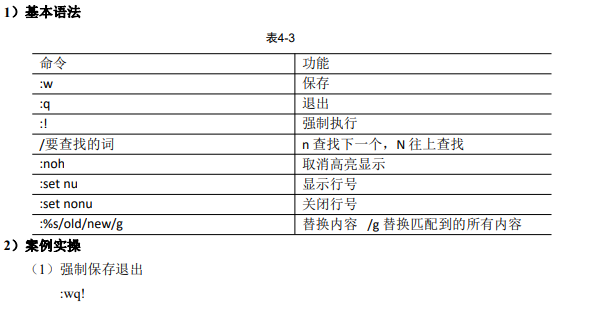 1）基本语法
表4-3
命令 功能
:w 保存
:q 退出
:! 强制执行
/要查找的词 n 查找下一个，N 往上查找
:noh 取消高亮显示
:set nu 显示行号
:set nonu 关闭行号
:%s/old/new/g 替换内容 /g 替换匹配到的所有内容
2）案例实操
（1）强制保存退出
:wq!